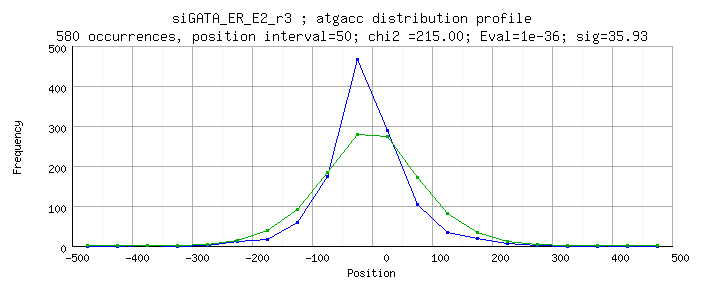 siGATA_ER_E2_r3 ; atgacc distribution profile
580 occurrences, position interval=50; chi2 =215.00; Eval=1e-36; sig=35.93
500
400
300
200
100
0
Frequency
-500 -400 -300 -200 -100 0 100 200 300 400 500
Position